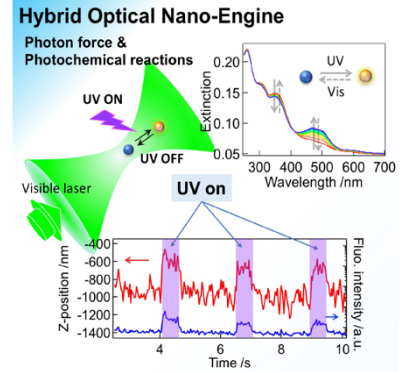 Hybrid Optical Nano-Engine
Photon force &
Photochemical reactions
UV ON
UV OFF
Visible laser
Extinction
0.20
0.15
0.10
0.05
UV
Vis
300 400 500 600 700
Wavelength /nm
UV on
Z-position /nm
-400
-600
-800
-1000
-1200
-1400
4 6 8 10
Time /s
Fluo. intensity /a.u.